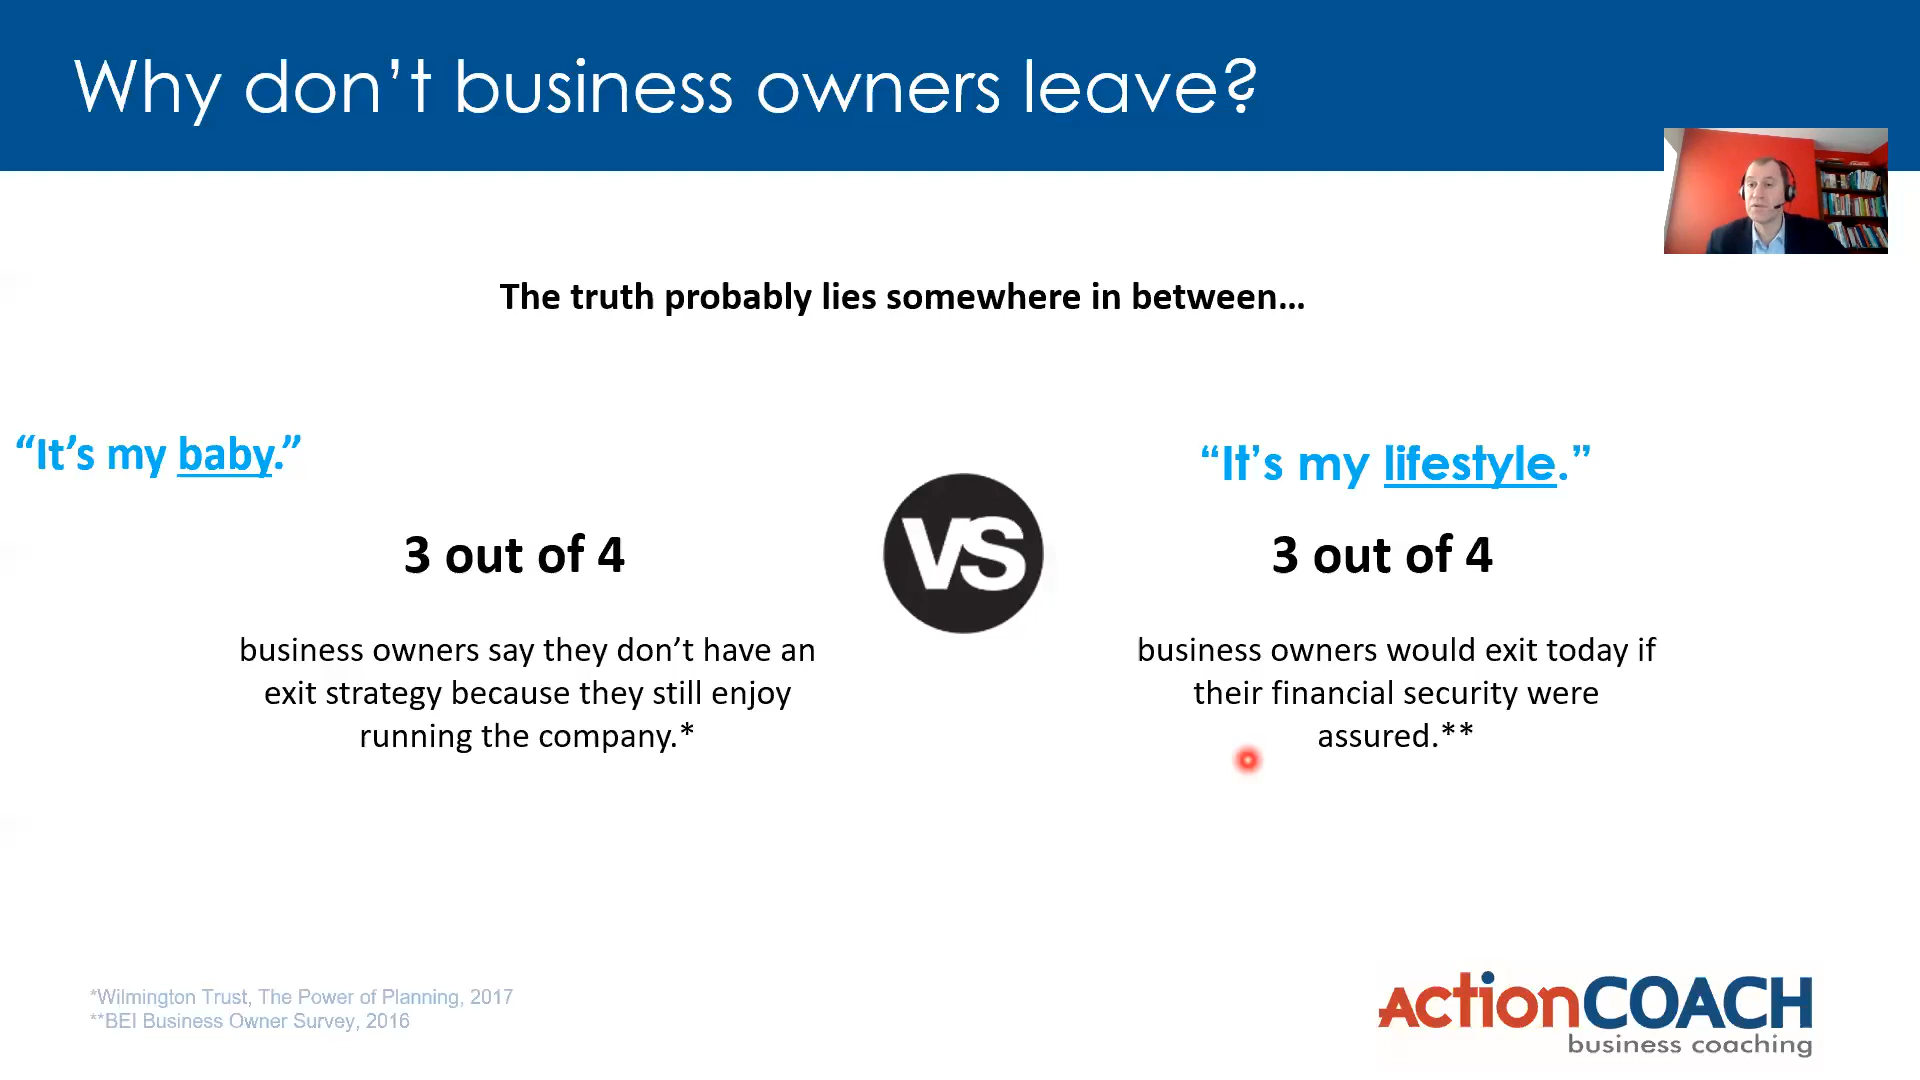 Why don’t business owners leave?
The truth probably lies somewhere in between...
“It’s my baby.”
3 out of 4
business owners say they don’t have an
exit strategy because they still enjoy
running the company.*
VS
“It’s my lifestyle.”
3 out of 4
business owners would exit today if
their financial security were
assured.**
*Wilmington Trust, The Power of Planning, 2017
**BEI Business Owner Survey, 2016
actionCOACH
business coaching